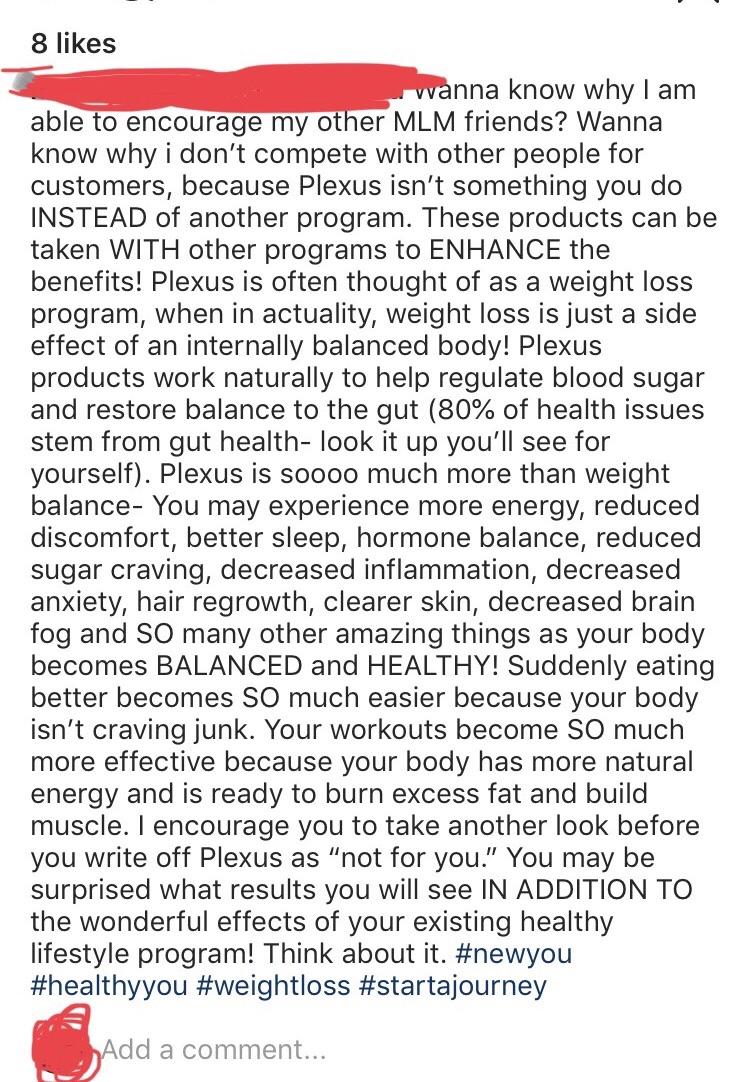 8 likes
Wanna know why I am
able to encourage my other MLM friends? Wanna
know why i don't compete with other people for
customers, because Plexus isn't something you do
INSTEAD of another program. These products can be
taken WITH other programs to ENHANCE the
benefits! Plexus is often thought of as a weight loss
program, when in actuality, weight loss is just a side
effect of an internally balanced body! Plexus
products work naturally to help regulate blood sugar
and restore balance to the gut (80% of health issues
stem from gut health- look it up you'll see for
yourself). Plexus is soooo much more than weight
balance- You may experience more energy, reduced
discomfort, better sleep, hormone balance, reduced
sugar craving, decreased inflammation, decreased
anxiety, hair regrowth, clearer skin, decreased brain
fog and SO many other amazing things as your body
becomes BALANCED and HEALTHY! Suddenly eating
better becomes SO much easier because your body
isn't craving junk. Your workouts become SO much
more effective because your body has more natural
energy and is ready to burn excess fat and build
muscle. I encourage you to take another look before
you write off Plexus as “not for you.” You may be
surprised what results you will see IN ADDITION TO
the wonderful effects of your existing healthy
lifestyle program! Think about it. #newyou
#healthyyou #weightloss #startajourney
Add a comment...